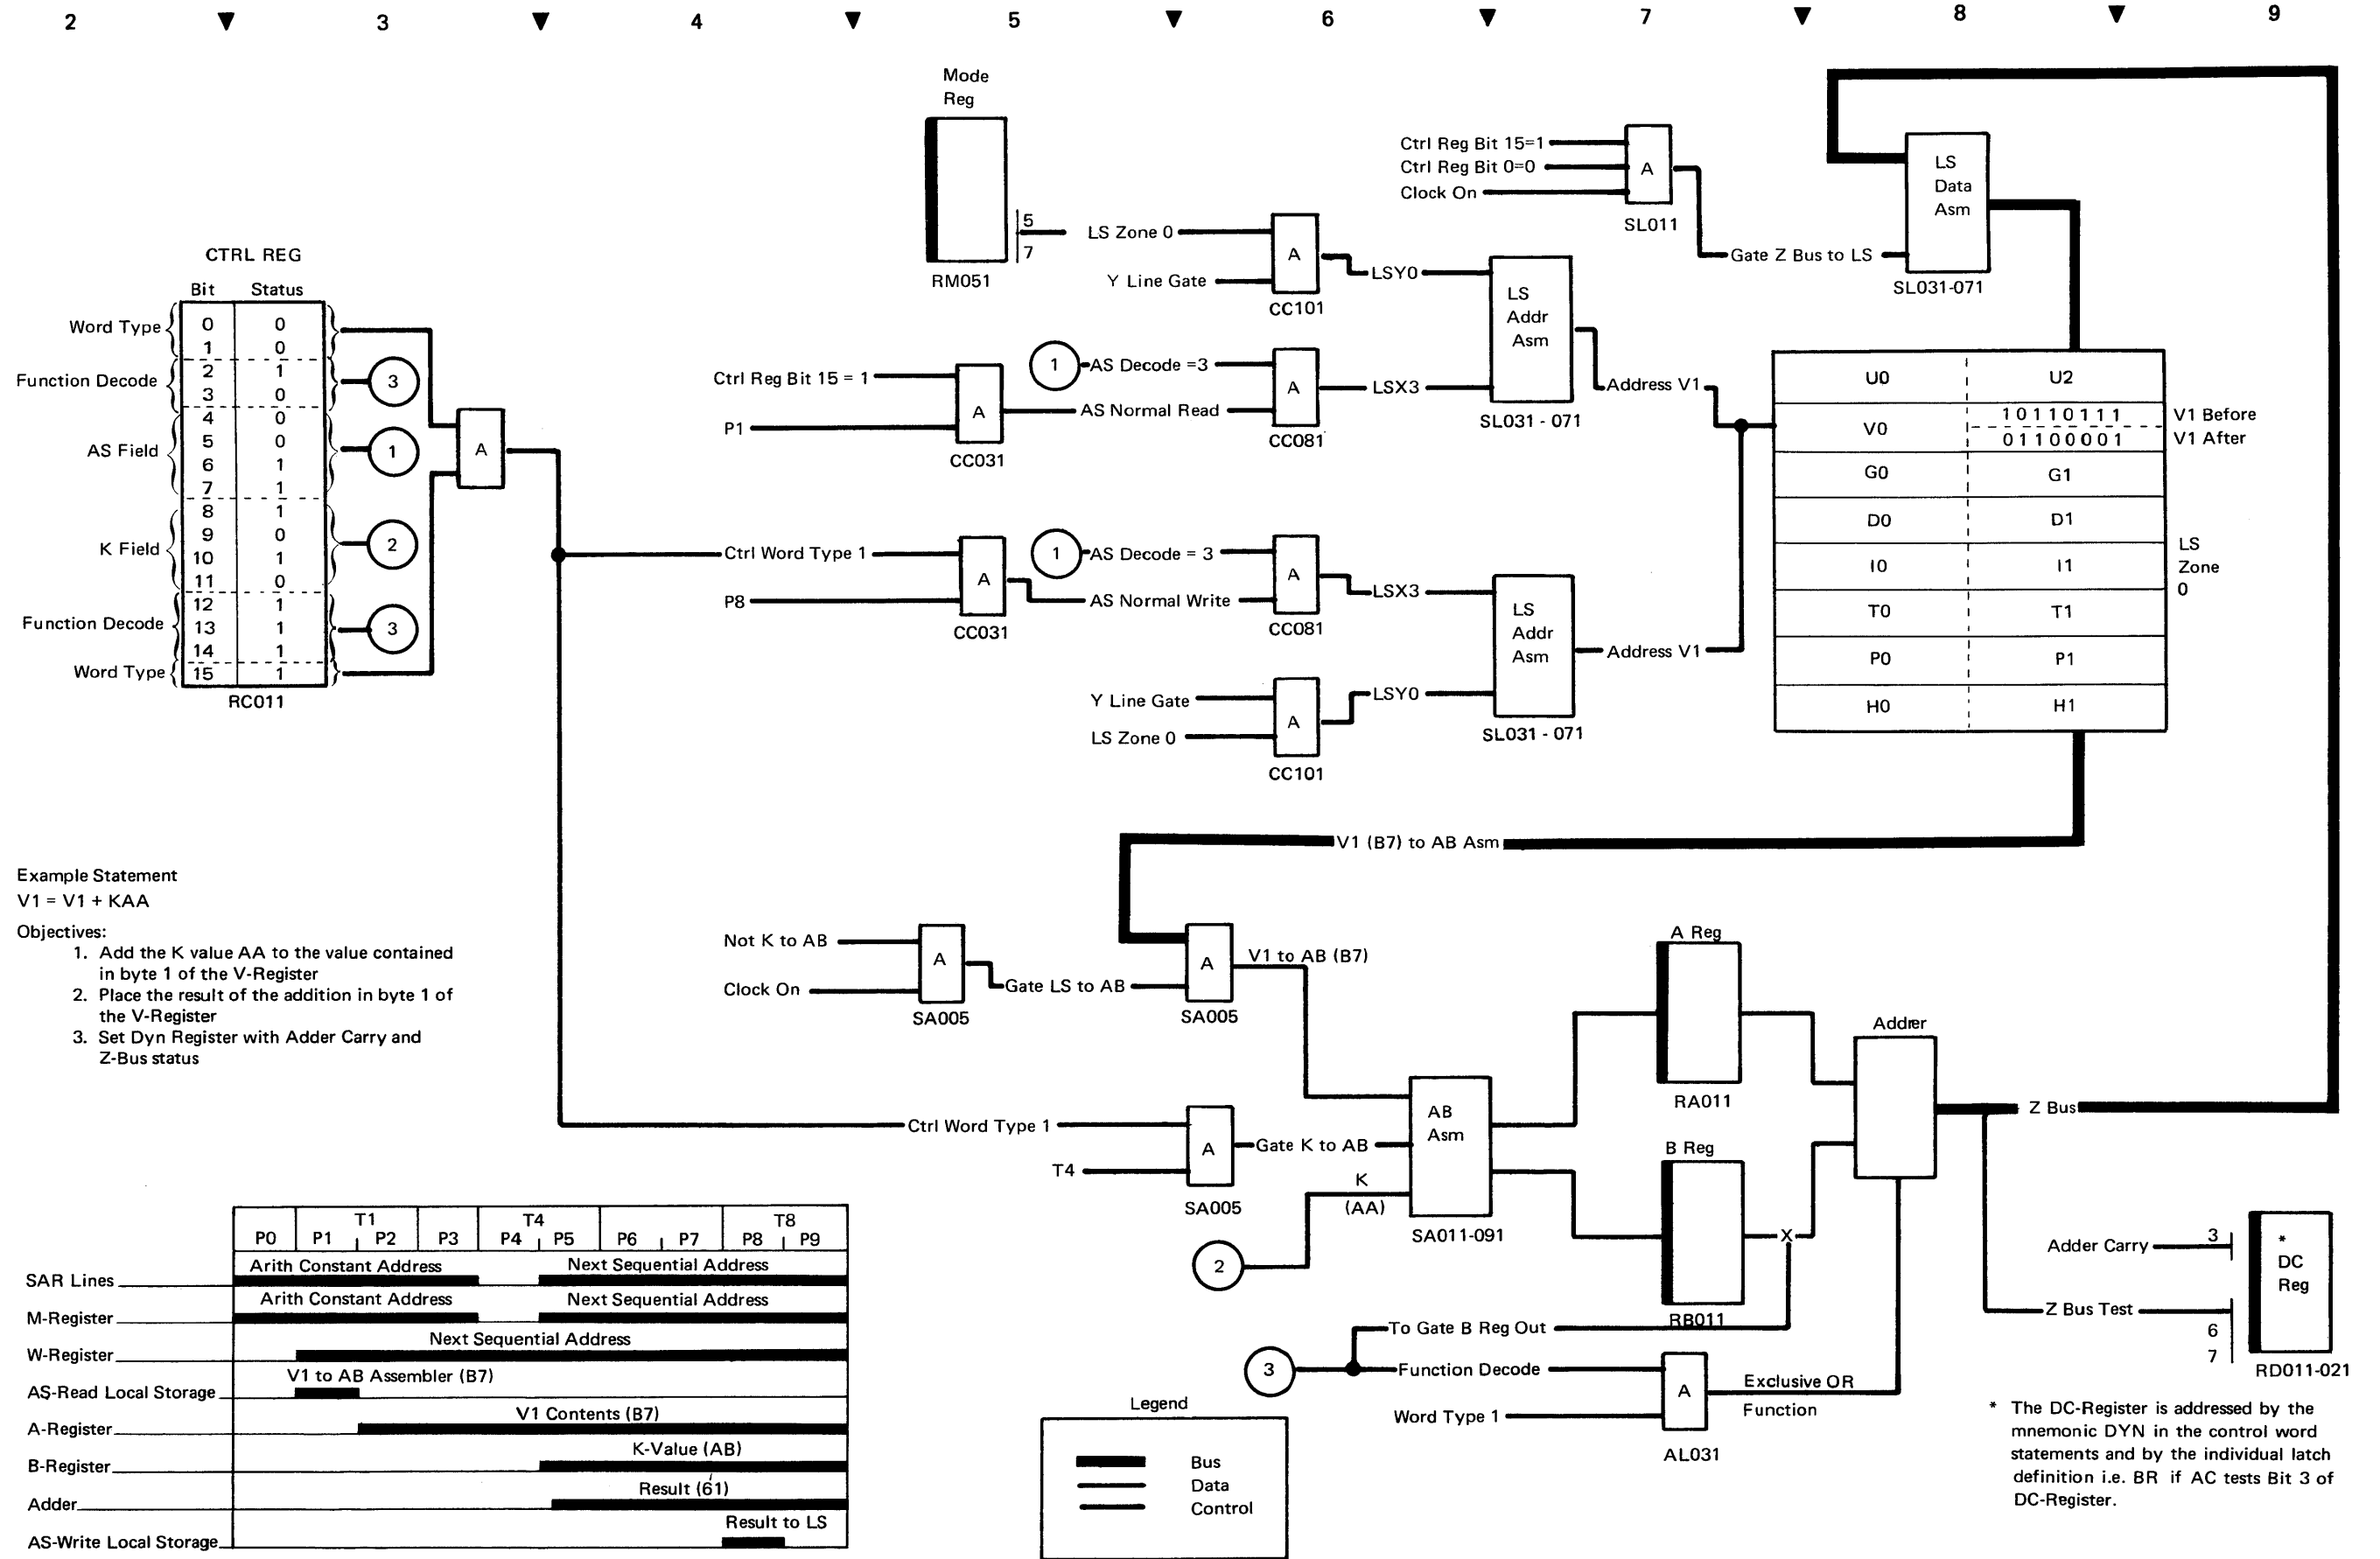 2 3 4 5 6 7 8 9
Mode
Reg
5
7
RM051
LS Zone 0
Y Line Gate
A
CC101
LSY0
Ctrl Reg Bit 15=1
Ctrl Reg Bit 0=0
Clock On
A
SL011
Gate Z Bus to LS
LS
Data
Asm
SL031-071
CTRL REG
Bit Status
Word Type
0 0
1 0
Function Decode
2 1
3 0
3
AS Field
4 0
5 0
6 1
7 1
1
K Field
8 1
9 0
10 1
11 0
2
Function Decode
12 1
13 1
14 1
3
Word Type
15 1
RC011
A
Ctrl Reg Bit 15 = 1
P1
A
CC031
1
AS Decode =3
AS Normal Read
A
CC081
LSX3
LS
Addr
Asm
SL031 - 071
Address V1
Ctrl Word Type 1
P8
A
CC031
1
AS Decode = 3
AS Normal Write
A
CC081
LSX3
Y Line Gate
LS Zone 0
A
CC101
LSY0
LS
Addr
Asm
SL031 - 071
Address V1
U0 U2
V0 10110111 V1 Before
01100001 V1 After
G0 G1
D0 D1
I0 I1
T0 T1
P0 P1
H0 H1
LS
Zone
0
V1 (B7) to AB Asm
Example Statement
V1 = V1 + KAA
Objectives:
1. Add the K value AA to the value contained
in byte 1 of the V-Register
2. Place the result of the addition in byte 1 of
the V-Register
3. Set Dyn Register with Adder Carry and
Z-Bus status
Not K to AB
Clock On
A
SA005
Gate LS to AB
A
SA005
V1 to AB (B7)
Ctrl Word Type 1
T4
A
SA005
Gate K to AB
K
(AA)
2
AB
Asm
SA011-091
A Reg
RA011
B Reg
RB011
X
Adder
Z Bus
Adder Carry
3
Z Bus Test
6
7
*
DC
Reg
RD011-021
3
To Gate B Reg Out
Function Decode
Word Type 1
A
AL031
Exclusive OR
Function
* The DC-Register is addressed by the
mnemonic DYN in the control word
statements and by the individual latch
definition i.e. BR if AC tests Bit 3 of
DC-Register.
Legend
Bus
Data
Control
T1 T4 T8
P0 P1 P2 P3 P4 P5 P6 P7 P8 P9
SAR Lines Arith Constant Address Next Sequential Address
M-Register Arith Constant Address Next Sequential Address
W-Register Next Sequential Address
AS-Read Local Storage V1 to AB Assembler (B7)
A-Register V1 Contents (B7)
B-Register K-Value (AB)
Adder Result (61)
AS-Write Local Storage Result to LS